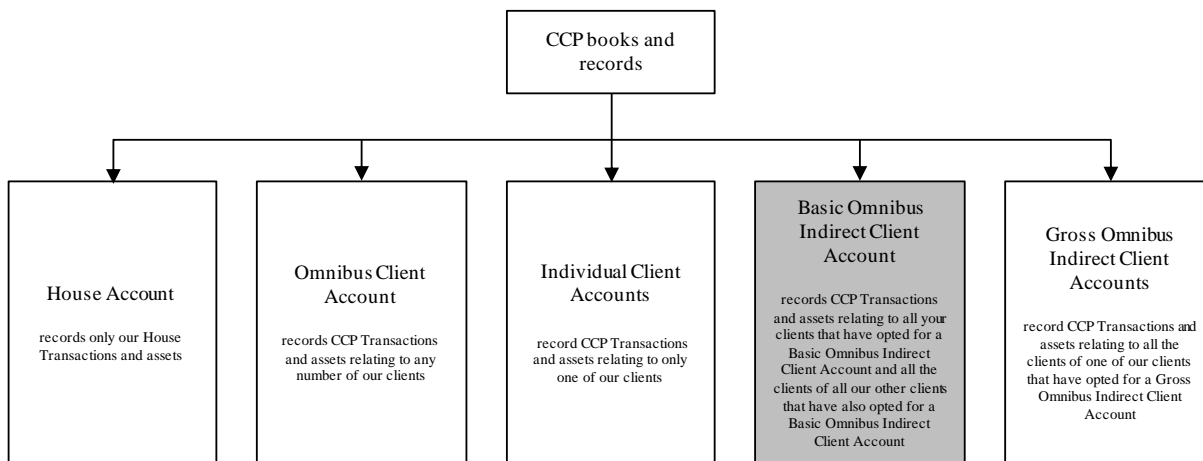 CCP books and
records
House Account
records only our House
Transactions and assets
Omnibus Client
Account
records CCP Transactions
and assets relating to any
number of our clients
Individual Client
Accounts
record CCP Transactions
and assets relating to only
one of our clients
Basic Omnibus
Indirect Client
Account
records CCP Transactions
and assets relating to all your
clients that have opted for a
Basic Omnibus Indirect
Client Account and all the
clients of all our other clients
that have also opted for a
Basic Omnibus Indirect
Client Account
Gross Omnibus
Indirect Client
Accounts
record CCP Transactions and
assets relating to all the
clients of one of our clients
that have opted for a Gross
Omnibus Indirect Client
Account